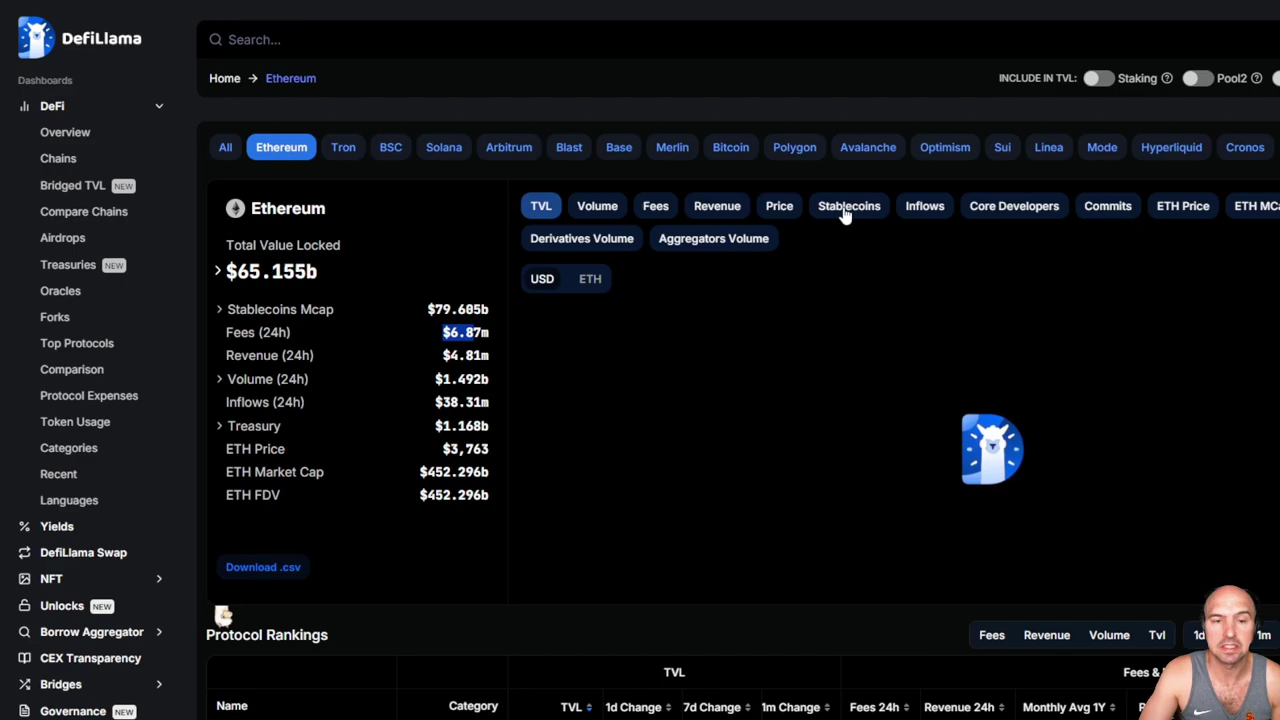 DefiLlama
Dashboards
DeFi
Overview
Chains
Bridged TVL NEW
Compare Chains
Airdrops
Treasuries NEW
Oracles
Forks
Top Protocols
Comparison
Protocol Expenses
Token Usage
Categories
Recent
Languages
Yields
DefiLlama Swap
NFT
Unlocks NEW
Borrow Aggregator
CEX Transparency
Bridges
Governance NEW
Search...
Home → Ethereum
INCLUDE IN TVL: Staking Pool2
All Ethereum Tron BSC Solana Arbitrum Blast Base Merlin Bitcoin Polygon Avalanche Optimism Sui Linea Mode Hyperliquid Cronos
Ethereum
Total Value Locked
$65.155b
Stablecoins Mcap $79.605b
Fees (24h) $6.87m
Revenue (24h) $4.81m
Volume (24h) $1.492b
Inflows (24h) $38.31m
Treasury $1.168b
ETH Price $3,763
ETH Market Cap $452.296b
ETH FDV $452.296b
Download .csv
TVL Volume Fees Revenue Price Stablecoins Inflows Core Developers Commits ETH Price ETH MC
Derivatives Volume Aggregators Volume
USD ETH
Protocol Rankings
Fees Revenue Volume Tvl 1d 1m
TVL Fees &
Name Category TVL 1d Change 7d Change 1m Change Fees 24h Revenue 24h Monthly Avg 1Y